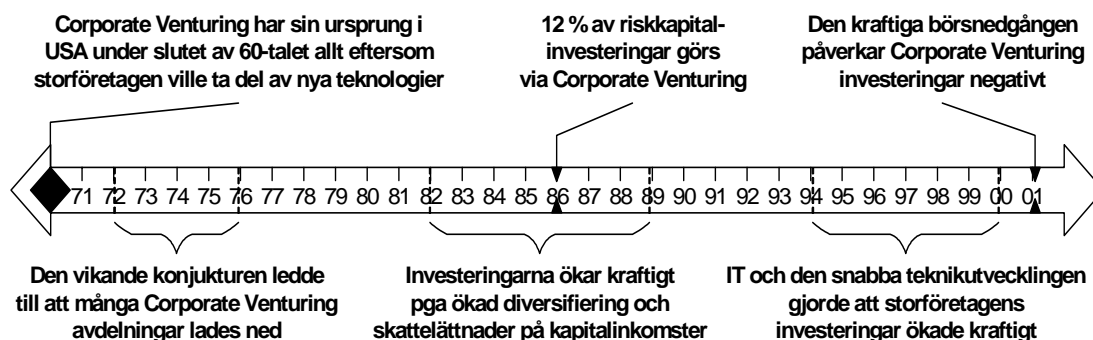 Corporate Venturing har sin ursprung i
USA under slutet av 60-talet allt eftersom
storföretagen ville ta del av nya teknologier
12 % av riskkapital-
investeringar görs
via Corporate Venturing
Den kraftiga börsnedgången
påverkar Corporate Venturing
investeringar negativt
71 72 73 74 75 76 77 78 79 80 81 82 83 84 85 86 87 88 89 90 91 92 93 94 95 96 97 98 99 00 01
Den vikande konjukturen ledde
till att många Corporate Venturing
avdelningar lades ned
Investeringarna ökar kraftigt
pga ökad diversifiering och
skattelättnader på kapitalinkomster
IT och den snabba teknikutvecklingen
gjorde att storföretagens
investeringar ökade kraftigt